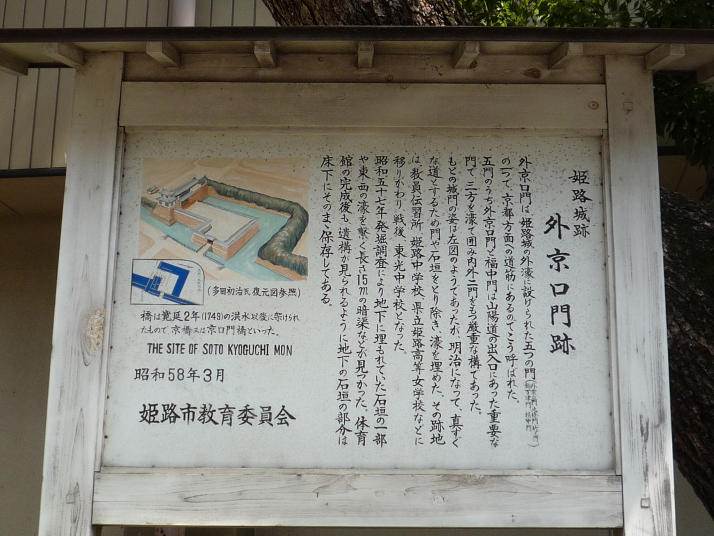 姫路城跡
外京口門跡
外京口門は、姫路城の外濠に設けられた五つの門
の一つで、京都方面への道筋にあるのでこう呼ばれた。
五門のうち外京口門と福中門は山陽道の出入口にあった重要な
門で、三方を濠で囲み内外二門をもつ厳重な構であった。
もとの城門の姿は左図のようであったが、明治になって、真すぐ
な道とするため門や石垣をとり除き、濠を埋めた。その跡地
は教員伝習所、姫路中学校、県立姫路高等女学校などに
移りかわり、戦後、東光中学校となった。
昭和五十七年発掘調査により地下に埋もれていた石垣の一部
や東西の濠を繋ぐ長さ15mの暗渠などが見つかった。体育
館の完成後も、遺構が見られるように地下の石垣の部分は
床下にそのまゝ保存してある。
(多田初治氏復元図参照)
橋は寛延2年(1749)の洪水以後に架けられ
たもので京橋又は京口門橋といった。
THE SITE OF SOTO KYOGUCHI MON
昭和58年3月
姫路市教育委員会